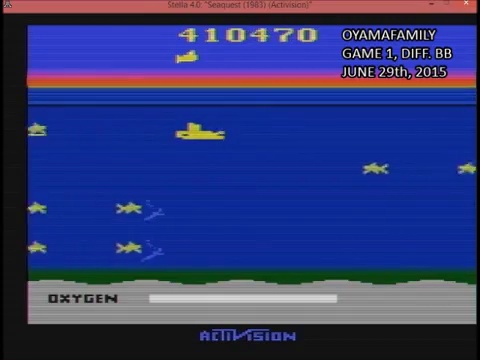 Stella 4.0: "Seaquest (1983) (Activision)"
410470
OYAMAFAMILY
GAME 1, DIFF. BB
JUNE 29th, 2015
OXYGEN
ACTIVISION